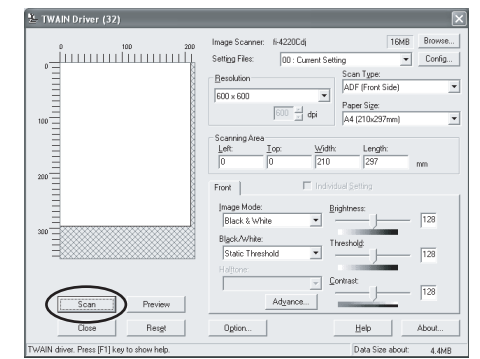 TWAIN Driver (32)
0 100 200
0
100
200
300
Image Scanner: fi-4220Cdj 16MB Browse...
Setting Files: 00 : Current Setting Config...
Resolution
600 x 600
600 dpi
Scan Type:
ADF (Front Side)
Paper Size:
A4 (210x297mm)
Scanning Area
Left: Top: Width: Length:
0 0 210 297 mm
Front Individual Setting
Image Mode:
Black & White
Black/White:
Static Threshold
Halftone:
Advance...
Brightness:
128
Threshold:
128
Contrast:
128
Scan Preview
Close Reset Option... Help About...
TWAIN driver. Press [F1] key to show help. Data Size about: 4.4MB